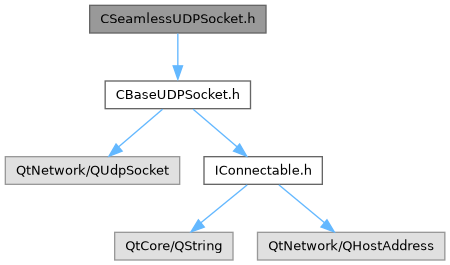 CSeamlessUDPSocket.h
CBaseUDPSocket.h
QtNetwork/QUdpSocket
IConnectable.h
QtCore/QString
QtNetwork/QHostAddress